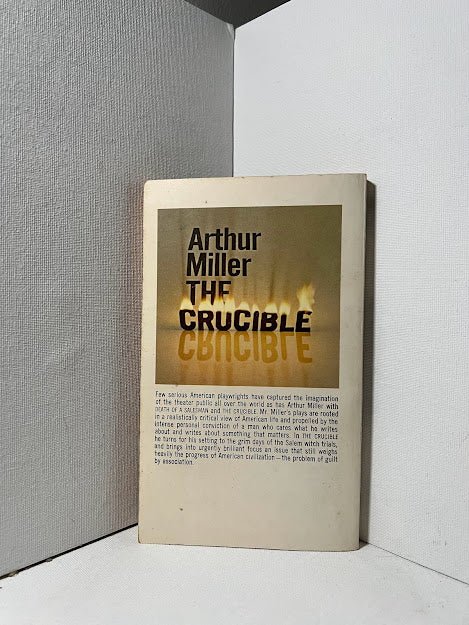 Arthur
Miller
THE
CRUCIBLE
Few serious American playwrights have captured the imagination
of the theater public all over the world as has Arthur Miller with
DEATH OF A SALESMAN and THE CRUCIBLE. Mr. Miller's plays are rooted
in a realistically critical view of American life and propelled by the
intense personal conviction of a man who cares what he writes
about and writes about something that matters. In THE CRUCIBLE
he turns for his setting to the grim days of the Salem witch trials,
and brings into urgently brilliant focus an issue that still weighs
heavily the progress of American civilization—the problem of guilt
by association.